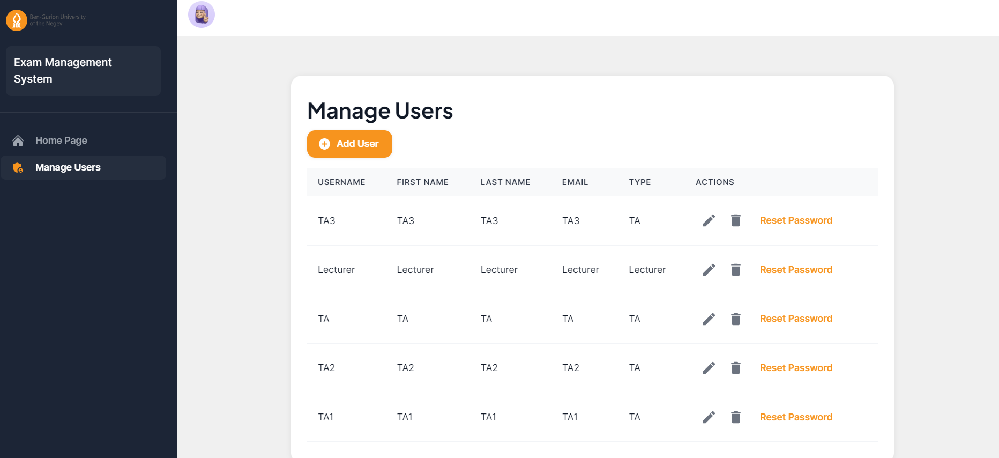 Ben-Gurion University
of the Negev
Exam Management
System
Home Page
Manage Users
Manage Users
Add User
USERNAME FIRST NAME LAST NAME EMAIL TYPE ACTIONS
TA3 TA3 TA3 TA3 TA Reset Password
Lecturer Lecturer Lecturer Lecturer Lecturer Reset Password
TA TA TA TA TA Reset Password
TA2 TA2 TA2 TA2 TA Reset Password
TA1 TA1 TA1 TA1 TA Reset Password